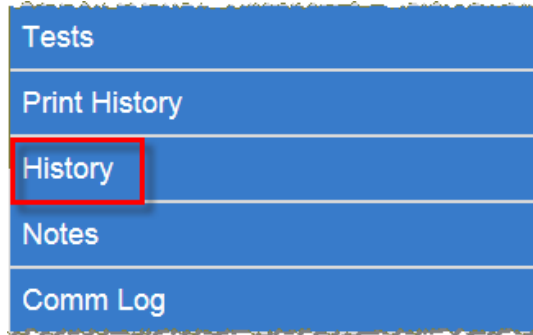 Tests
Print History
History
Notes
Comm Log